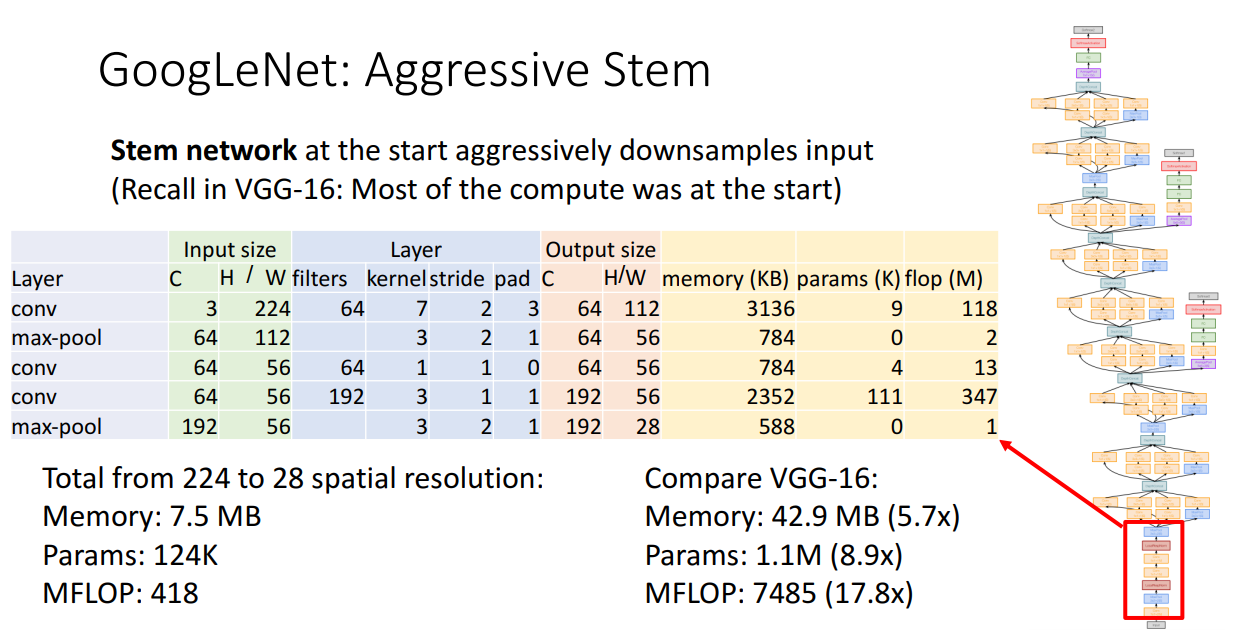 GoogLeNet: Aggressive Stem
Stem network at the start aggressively downsamples input
(Recall in VGG-16: Most of the compute was at the start)
Input size Layer Output size
Layer C H / W filters kernel stride pad C H/W memory (KB) params (K) flop (M)
conv 3 224 64 7 2 3 64 112 3136 9 118
max-pool 64 112 3 2 1 64 56 784 0 2
conv 64 56 64 1 1 0 64 56 784 4 13
conv 64 56 192 3 1 1 192 56 2352 111 347
max-pool 192 56 3 2 1 192 28 588 0 1
Total from 224 to 28 spatial resolution:
Memory: 7.5 MB
Params: 124K
MFLOP: 418
Compare VGG-16:
Memory: 42.9 MB (5.7x)
Params: 1.1M (8.9x)
MFLOP: 7485 (17.8x)